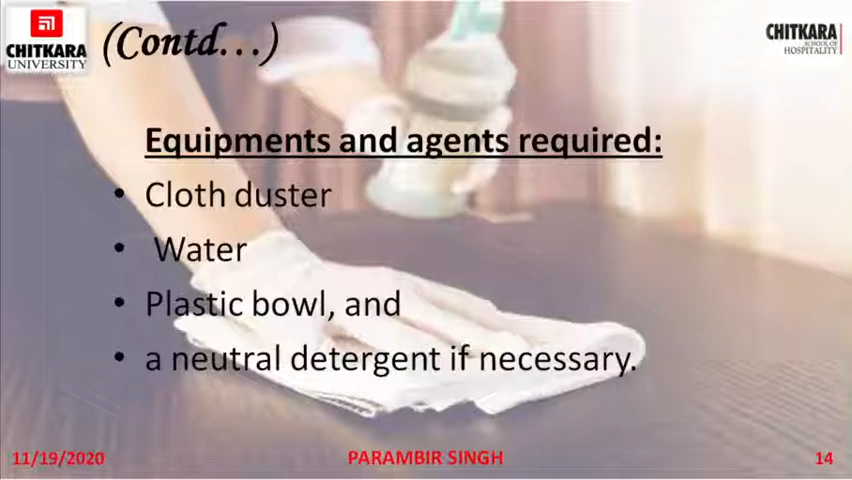 CHITKARA
UNIVERSITY
(Contd...)
CHITKARA
SCHOOL OF
HOSPITALITY
Equipments and agents required:
• Cloth duster
• Water
• Plastic bowl, and
• a neutral detergent if necessary.
11/19/2020
PARAMBIR SINGH
14